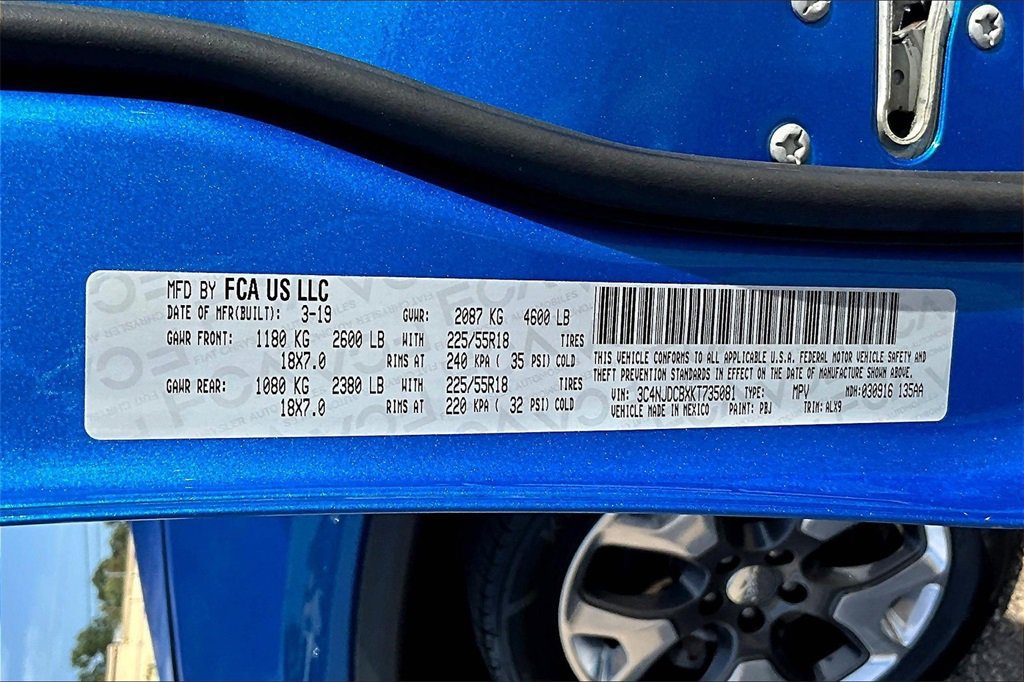 MFD BY FCA US LLC
DATE OF MFR(BUILT): 3-19 GVWR: 2087 KG 4600 LB
GAWR FRONT: 1180 KG 2600 LB WITH 225/55R18 TIRES
18X7.0 RIMS AT 240 KPA ( 35 PSI) COLD
GAWR REAR: 1080 KG 2380 LB WITH 225/55R18 TIRES
18X7.0 RIMS AT 220 KPA ( 32 PSI) COLD
THIS VEHICLE CONFORMS TO ALL APPLICABLE U.S.A. FEDERAL MOTOR VEHICLE SAFETY AND
THEFT PREVENTION STANDARDS IN EFFECT ON THE DATE OF MANUFACTURE SHOWN ABOVE.
VIN: 3C4NJDCBXKT735081 TYPE: MPV MDH:030916 135AA
VEHICLE MADE IN MEXICO PAINT: PBJ TRIM:ALX9